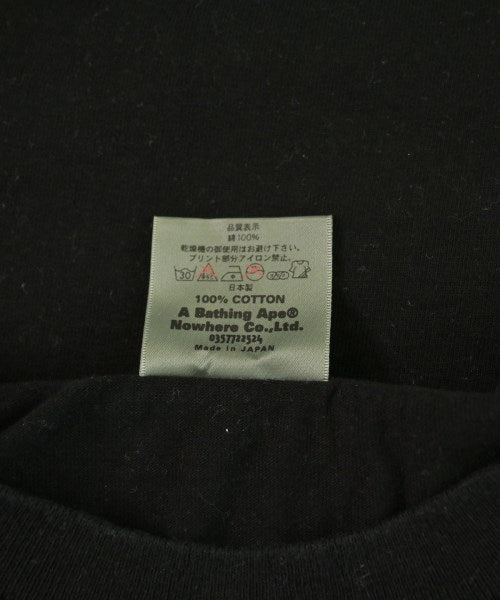 品質表示
綿100%
乾燥機の御使用はお避け下さい。
プリント部分アイロン禁止。
30
日本製
100% COTTON
A Bathing Ape®
Nowhere Co.,Ltd.
0357722524
Made in JAPAN